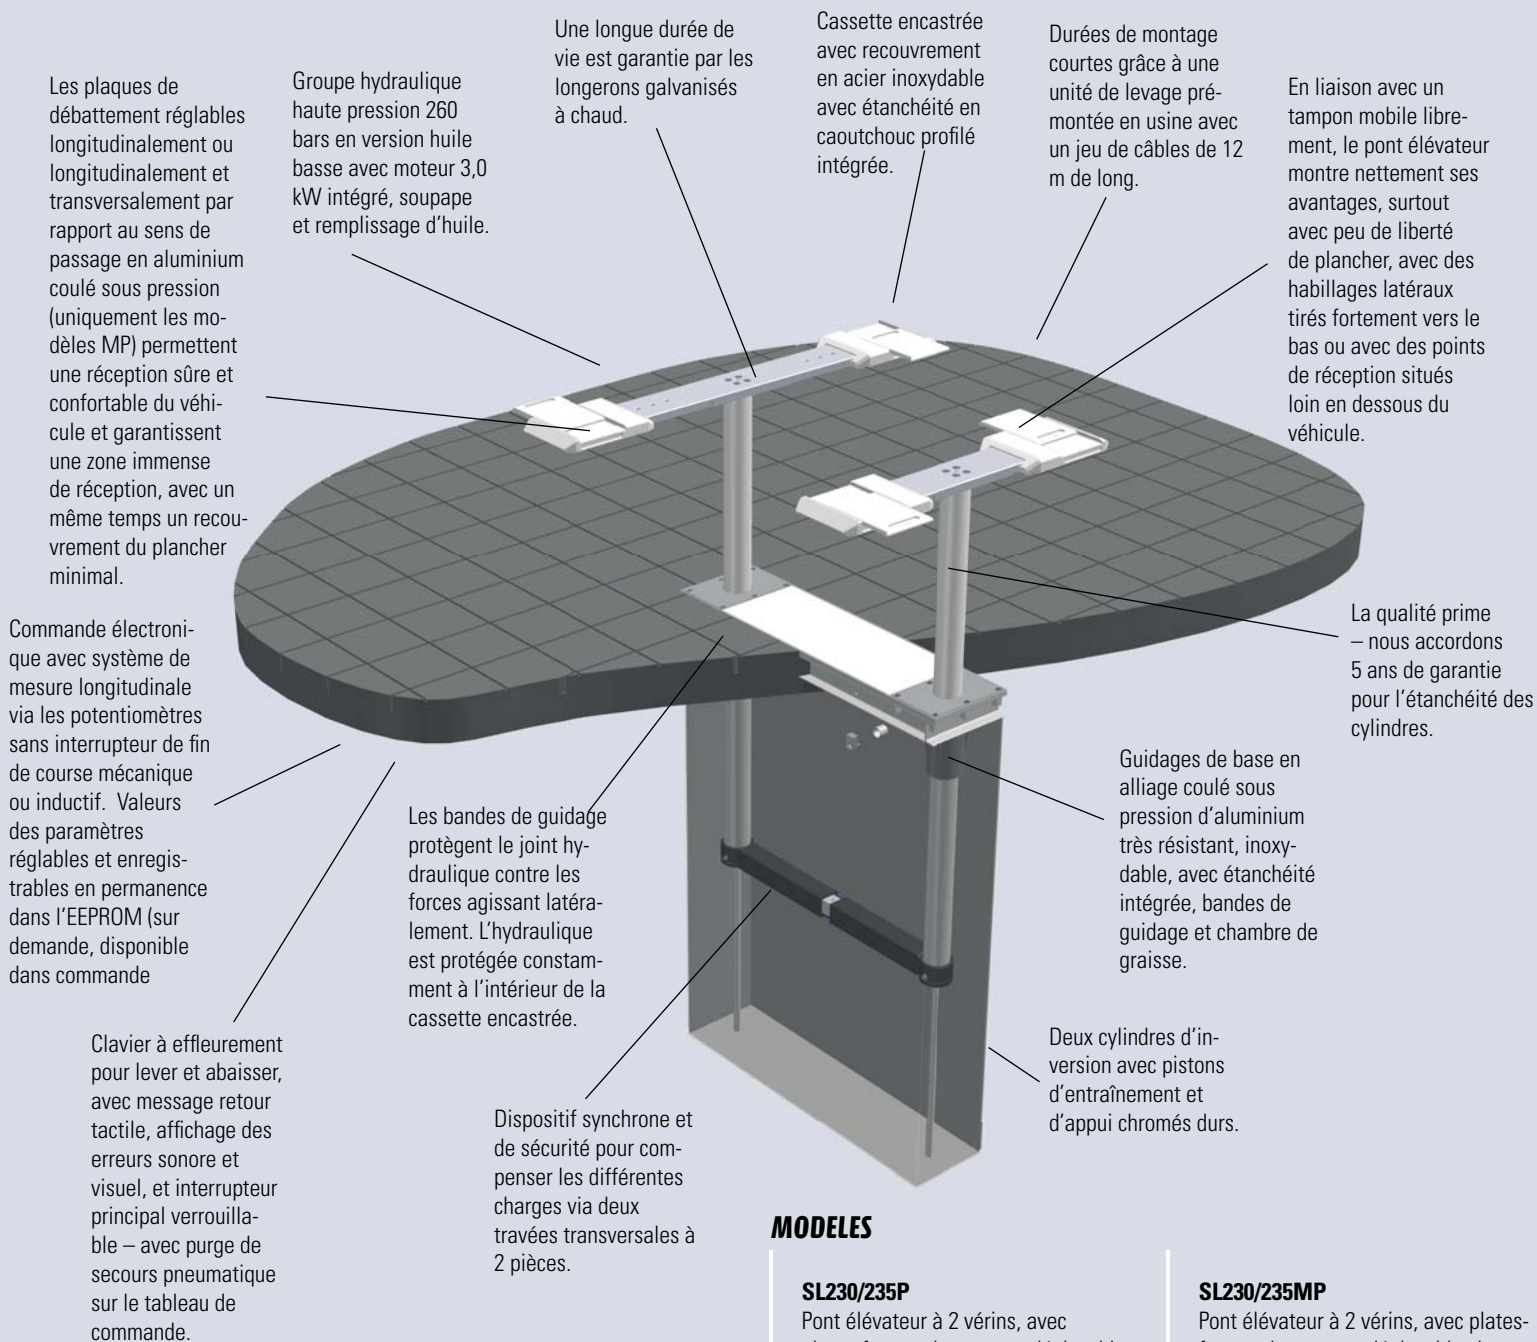 Les plaques de
débattement réglables
longitudinalement ou
longitudinalement et
transversalement par
rapport au sens de
passage en aluminium
coulé sous pression
(uniquement les mo-
dèles MP) permettent
une réception sûre et
confortable du véhi-
cule et garantissent
une zone immense
de réception, avec un
même temps un recou-
vrement du plancher
minimal.
Groupe hydraulique
haute pression 260
bars en version huile
basse avec moteur 3,0
kW intégré, soupape
et remplissage d'huile.
Une longue durée de
vie est garantie par les
longerons galvanisés
à chaud.
Cassette encastrée
avec recouvrement
en acier inoxydable
avec étanchéité en
caoutchouc profilé
intégrée.
Durées de montage
courtes grâce à une
unité de levage pré-
montée en usine avec
un jeu de câbles de 12
m de long.
En liaison avec un
tampon mobile libre-
ment, le pont élévateur
montre nettement ses
avantages, surtout
avec peu de liberté
de plancher, avec des
habillages latéraux
tirés fortement vers le
bas ou avec des points
de réception situés
loin en dessous du
véhicule.
Commande électroni-
que avec système de
mesure longitudinale
via les potentiomètres
sans interrupteur de fin
de course mécanique
ou inductif. Valeurs
des paramètres
réglables et enregis-
trables en permanence
dans l'EEPROM (sur
demande, disponible
dans commande
La qualité prime
– nous accordons
5 ans de garantie
pour l'étanchéité des
cylindres.
Guidages de base en
alliage coulé sous
pression d'aluminium
très résistant, inoxy-
dable, avec étanchéité
intégrée, bandes de
guidage et chambre de
graisse.
Les bandes de guidage
protègent le joint hy-
draulique contre les
forces agissant latéra-
lement. L'hydraulique
est protégée constam-
ment à l'intérieur de la
cassette encastrée.
Clavier à effleurement
pour lever et abaisser,
avec message retour
tactile, affichage des
erreurs sonore et
visuel, et interrupteur
principal verrouilla-
ble – avec purge de
secours pneumatique
sur le tableau de
commande.
Dispositif synchrone et
de sécurité pour com-
penser les différentes
charges via deux
travées transversales à
2 pièces.
Deux cylindres d'in-
version avec pistons
d'entraînement et
d'appui chromés durs.
MODELES
SL230/235P
Pont élévateur à 2 vérins, avec
SL230/235MP
Pont élévateur à 2 vérins, avec plates-